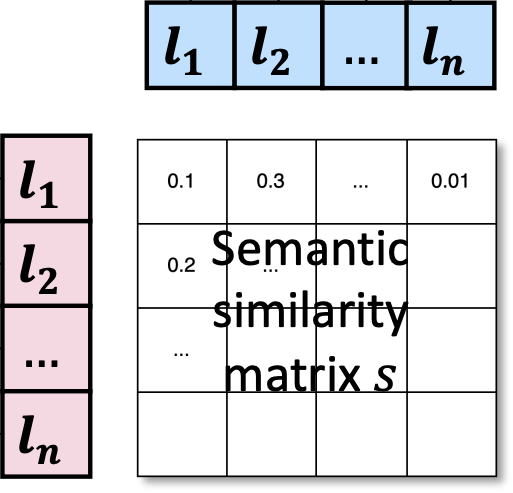 l₁ l₂ ... lₙ
l₁ 0.1 0.3 ... 0.01
l₂ 0.2 ...
... ...
lₙ
Semantic
similarity
matrix s